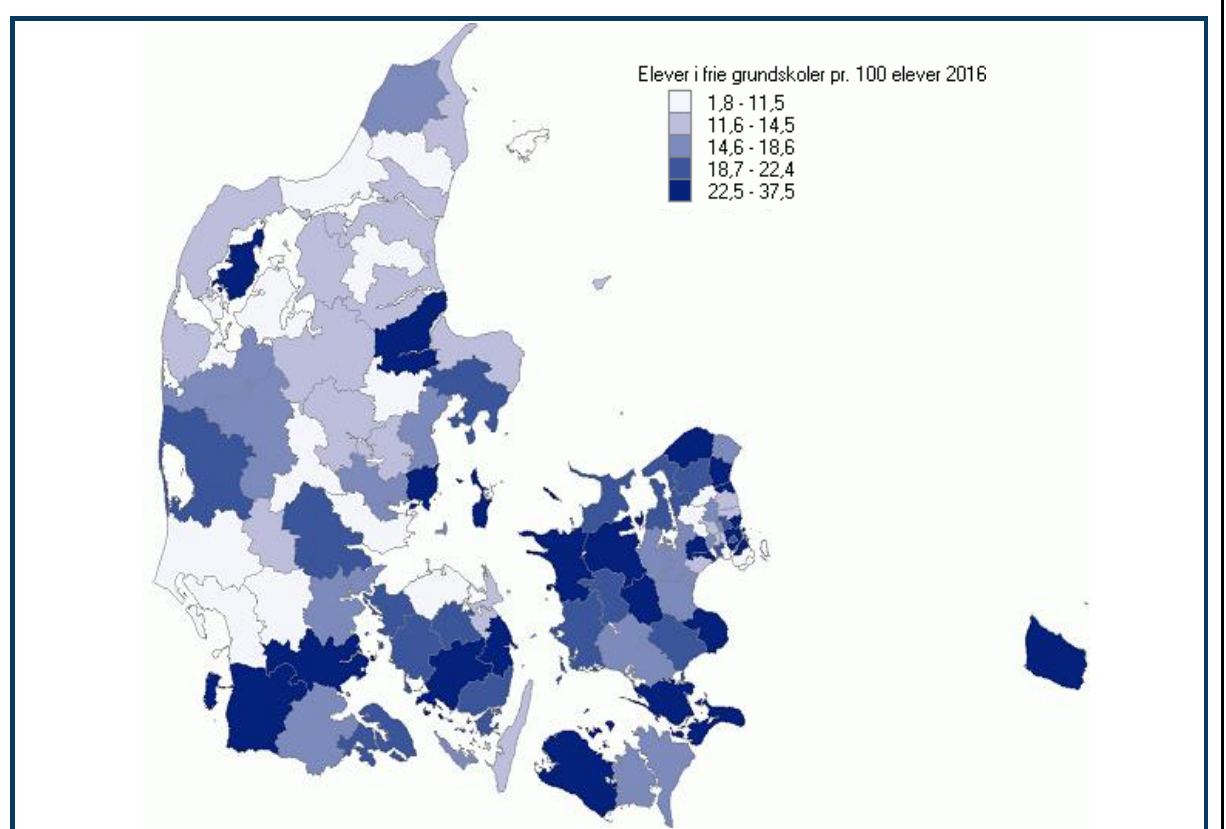 Elever i frie grundskoler pr. 100 elever 2016
1,8 - 11,5
11,6 - 14,5
14,6 - 18,6
18,7 - 22,4
22,5 - 37,5